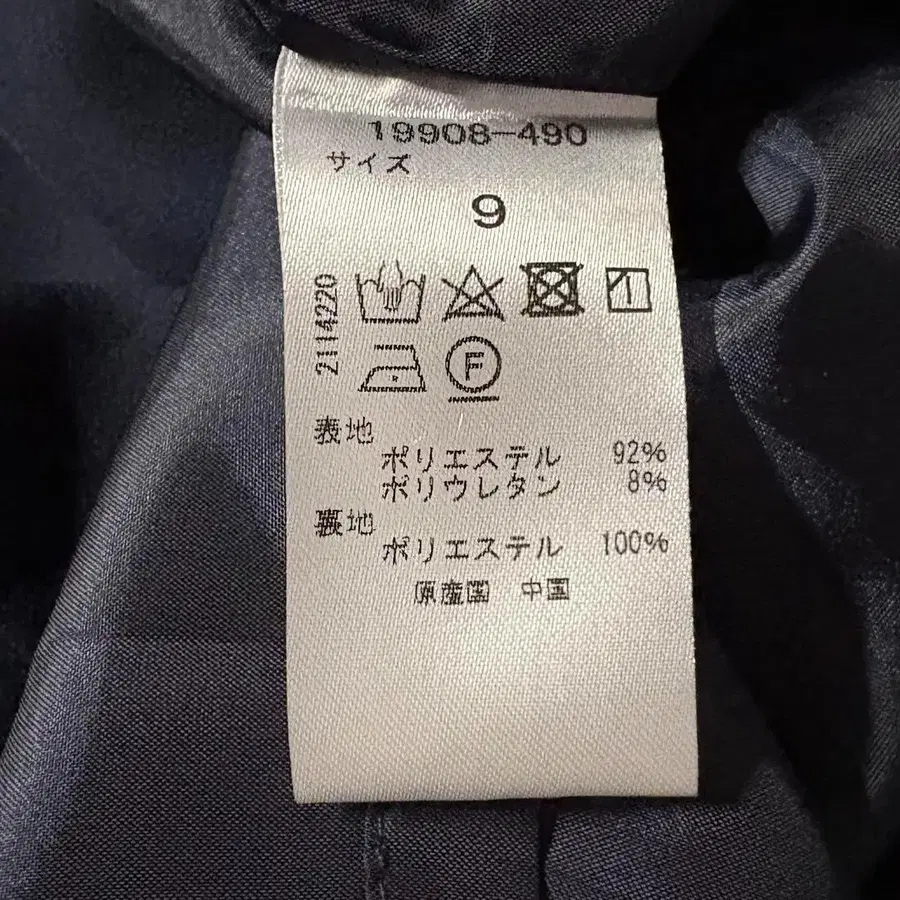 19908-490
サイズ
9
2114220
F
表地
ポリエステル 92%
ポリウレタン 8%
裏地
ポリエステル 100%
原産国 中国